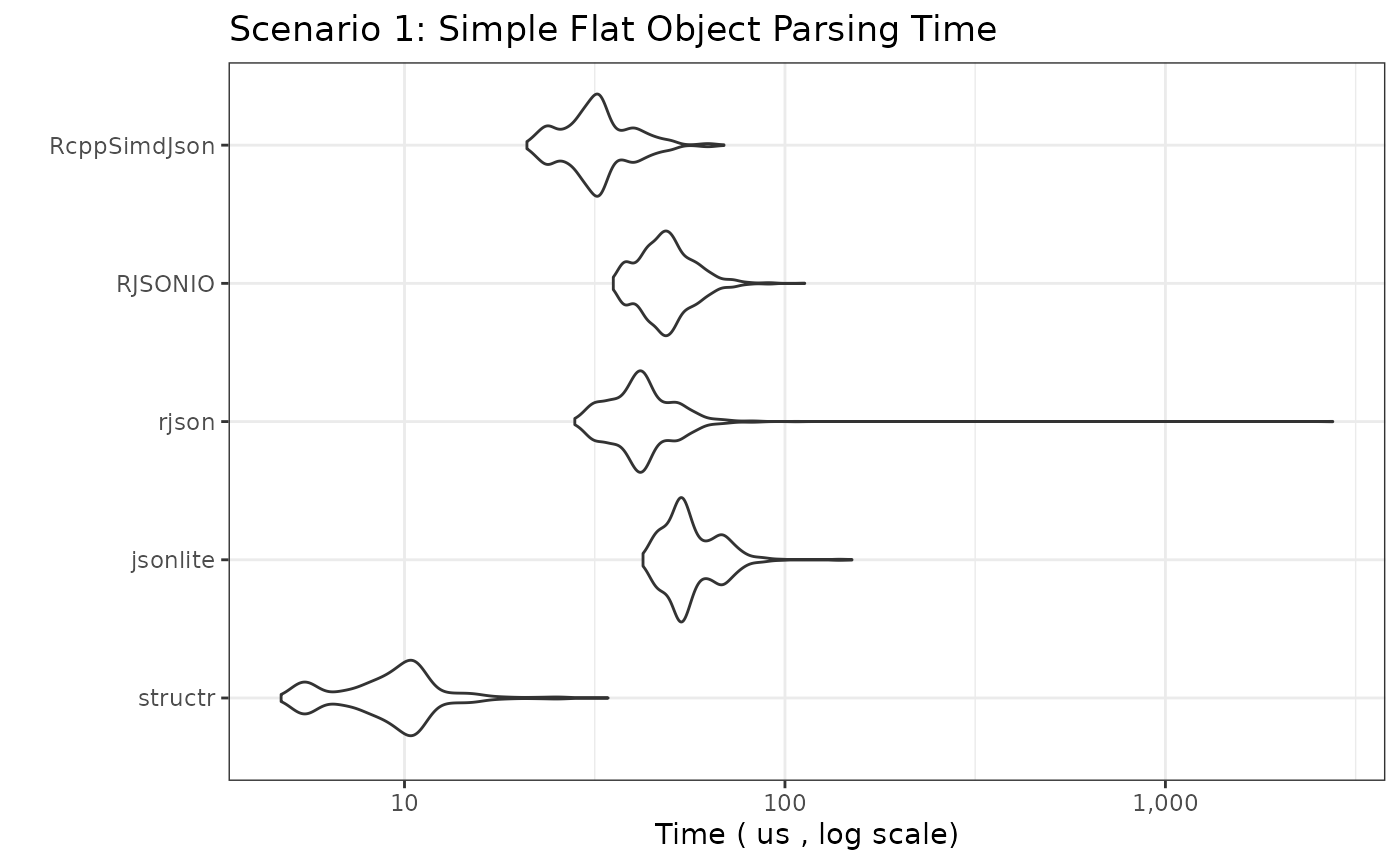 Scenario 1: Simple Flat Object Parsing Time
RcppSimdJson
RJSONIO
rjson
jsonlite
structr
10
100
1,000
Time ( us , log scale)